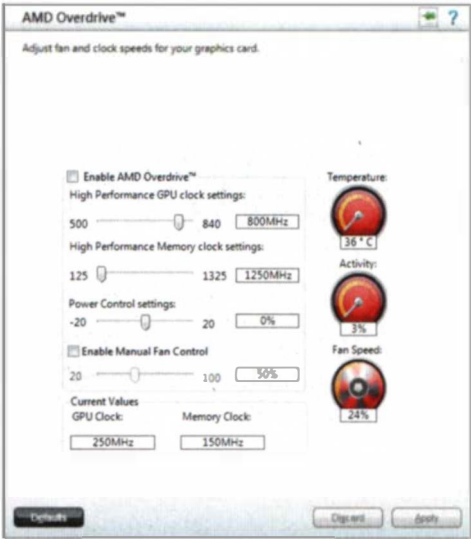 AMD Overdrive™
?
Adjust fan and clock speeds for your graphics card.
Enable AMD Overdrive™
High Performance GPU clock settings:
500 840 800MHz
High Performance Memory clock settings:
125 1325 1250MHz
Power Control settings:
-20 20 0%
Enable Manual Fan Control
20 100 50%
Current Values
GPU Clock: Memory Clock:
250MHz 150MHz
Temperature:
36°C
Activity:
3%
Fan Speed:
24%
Defaults Discard Apply